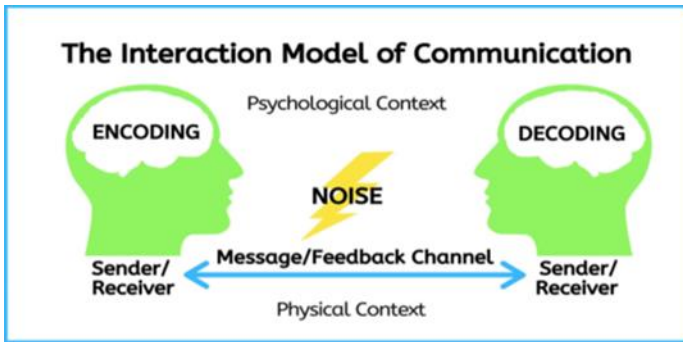 The Interaction Model of Communication
Psychological Context
ENCODING
DECODING
NOISE
Message/Feedback Channel
Sender/
Receiver
Sender/
Receiver
Physical Context